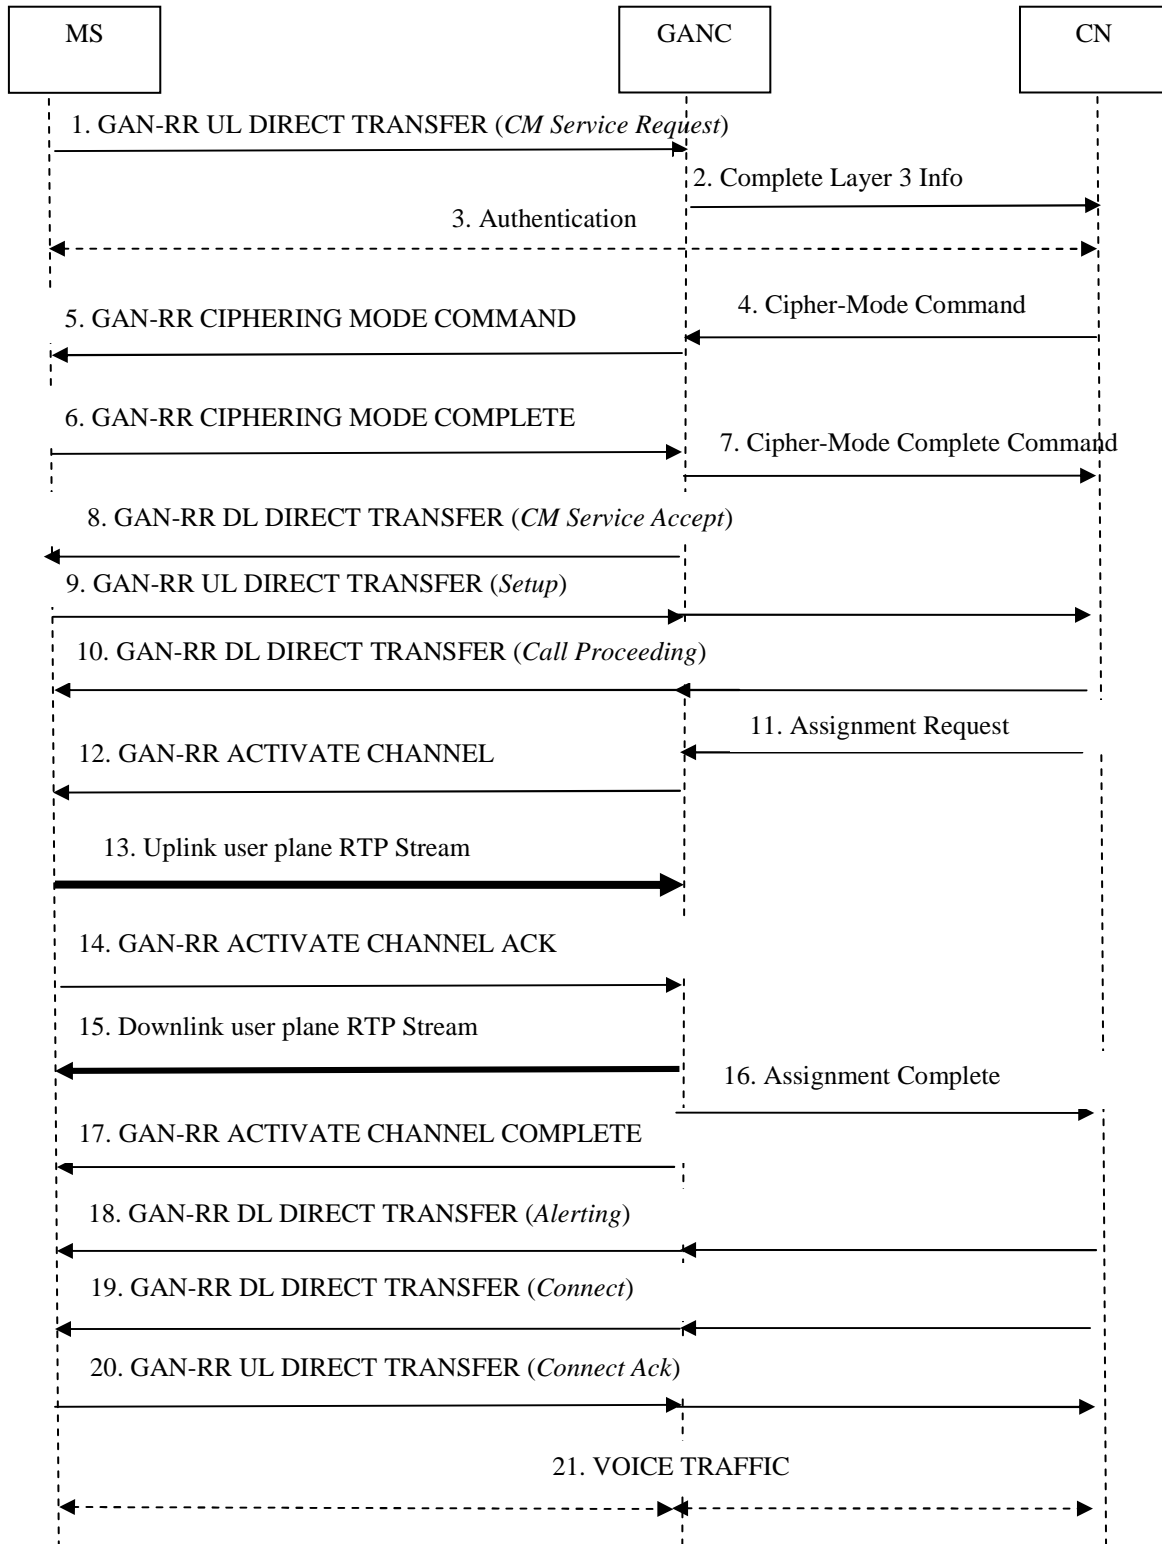 MS
GANC
CN
1. GAN-RR UL DIRECT TRANSFER (CM Service Request)
2. Complete Layer 3 Info
3. Authentication
4. Cipher-Mode Command
5. GAN-RR CIPHERING MODE COMMAND
6. GAN-RR CIPHERING MODE COMPLETE
7. Cipher-Mode Complete Command
8. GAN-RR DL DIRECT TRANSFER (CM Service Accept)
9. GAN-RR UL DIRECT TRANSFER (Setup)
10. GAN-RR DL DIRECT TRANSFER (Call Proceeding)
11. Assignment Request
12. GAN-RR ACTIVATE CHANNEL
13. Uplink user plane RTP Stream
14. GAN-RR ACTIVATE CHANNEL ACK
15. Downlink user plane RTP Stream
16. Assignment Complete
17. GAN-RR ACTIVATE CHANNEL COMPLETE
18. GAN-RR DL DIRECT TRANSFER (Alerting)
19. GAN-RR DL DIRECT TRANSFER (Connect)
20. GAN-RR UL DIRECT TRANSFER (Connect Ack)
21. VOICE TRAFFIC